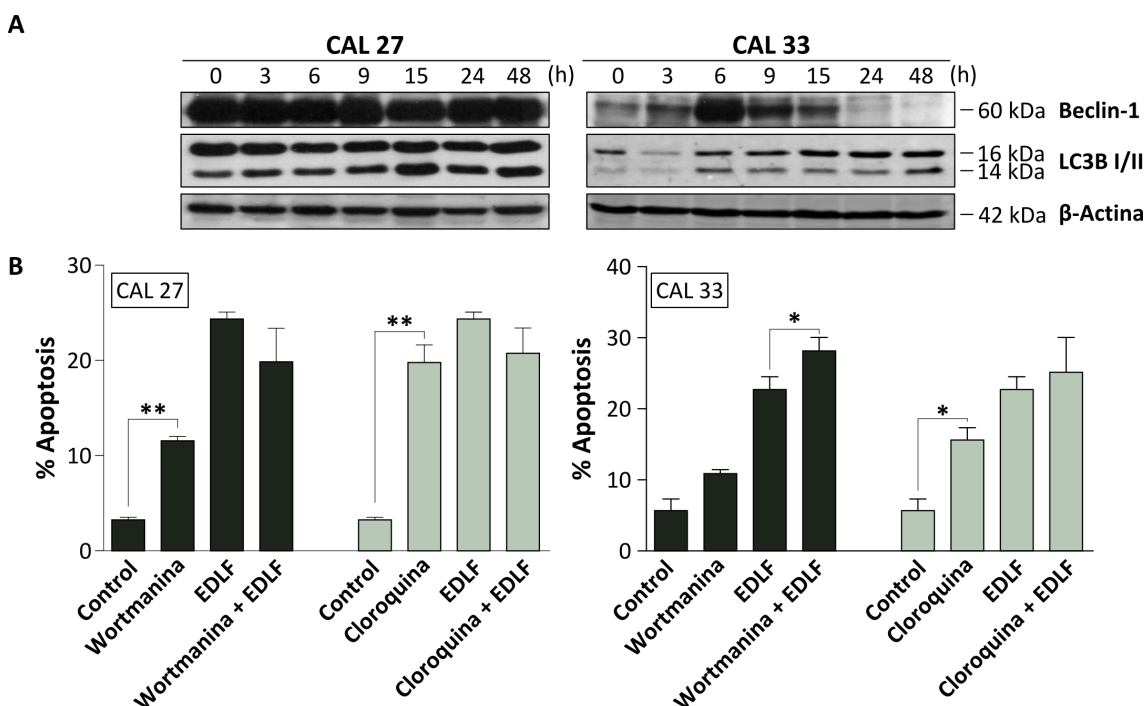 A
CAL 27
CAL 33
0 3 6 9 15 24 48 (h)
0 3 6 9 15 24 48 (h)
60 kDa Beclin-1
16 kDa
14 kDa
LC3B I/II
42 kDa β-Actina
B
CAL 27
% Apoptosis
30
20
10
0
**
**
Control
Wortmanina
EDLF
Wortmanina + EDLF
Control
Cloroquina
EDLF
Cloroquina + EDLF
CAL 33
% Apoptosis
40
30
20
10
0
*
*
Control
Wortmanina
EDLF
Wortmanina + EDLF
Control
Cloroquina
EDLF
Cloroquina + EDLF